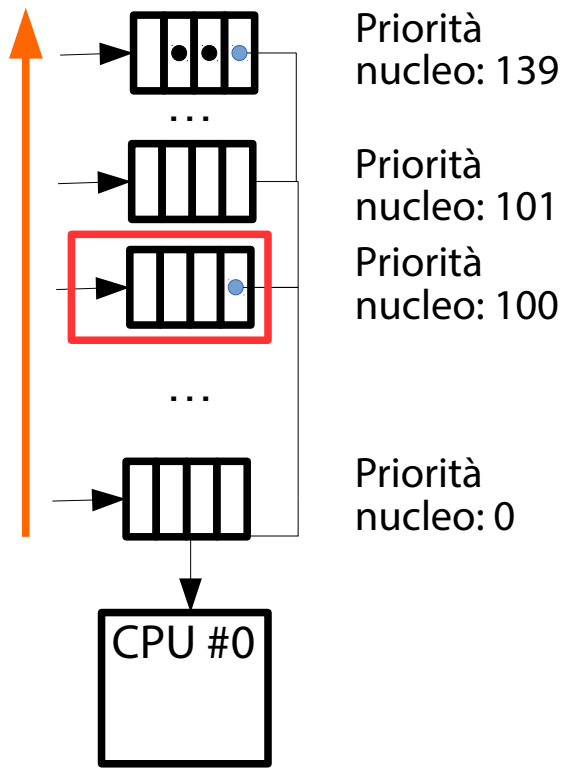 Priorità
nucleo: 139
...
Priorità
nucleo: 101
Priorità
nucleo: 100
...
Priorità
nucleo: 0
CPU #0